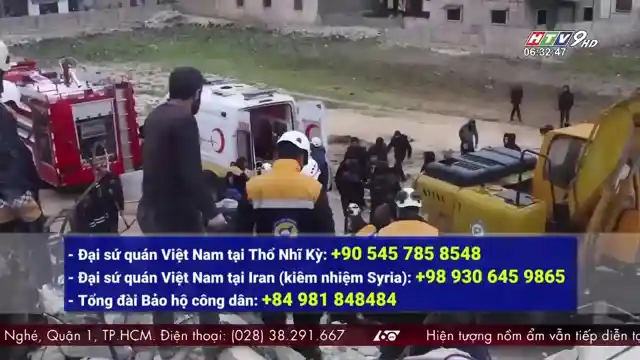 HTV9 HD
06:32:47
- Đại sứ quán Việt Nam tại Thổ Nhĩ Kỳ: +90 545 785 8548
- Đại sứ quán Việt Nam tại Iran (kiêm nhiệm Syria): +98 930 645 9865
- Tổng đài Bảo hộ công dân: +84 981 848484
Nghé, Quận 1, TP.HCM. Điện thoại: (028) 38.291.667 Hiện tượng nồm ẩm vẫn tiếp diễn tạ